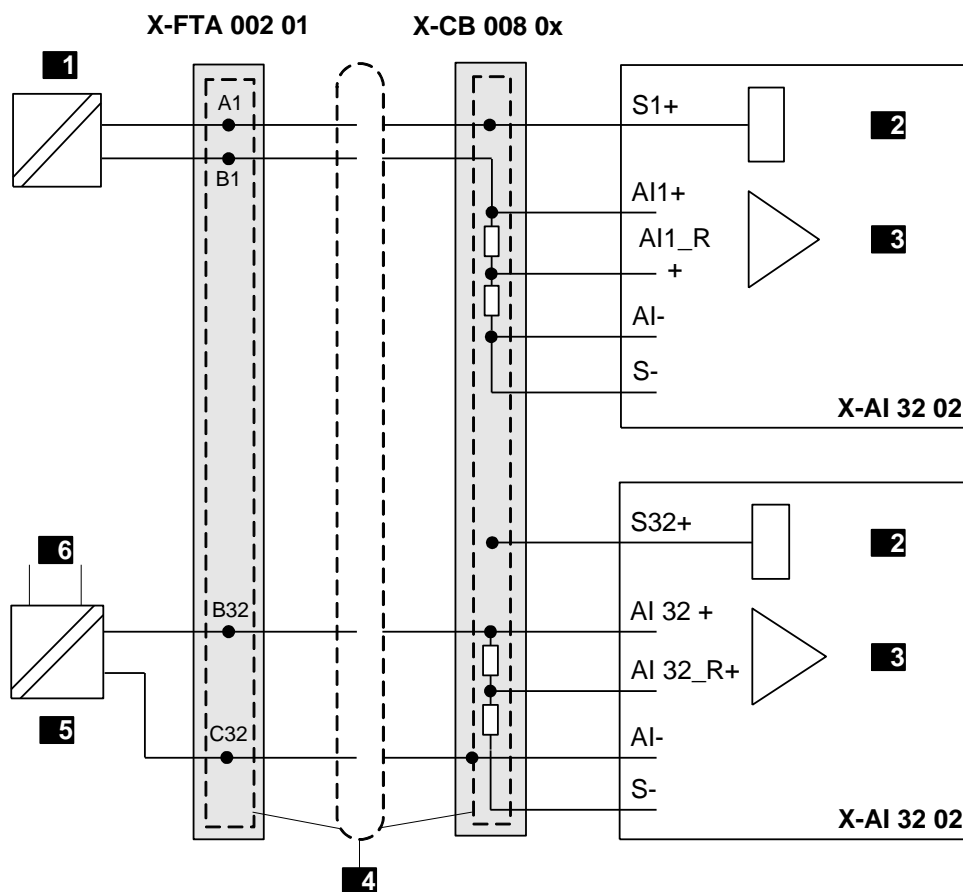 X-FTA 002 01
X-CB 008 0x
1
A1
B1
S1+
2
AI1+
AI1_R
+
3
AI-
S-
X-AI 32 02
S32+
2
6
B32
AI 32 +
AI 32_R+
3
5
C32
AI-
S-
X-AI 32 02
4